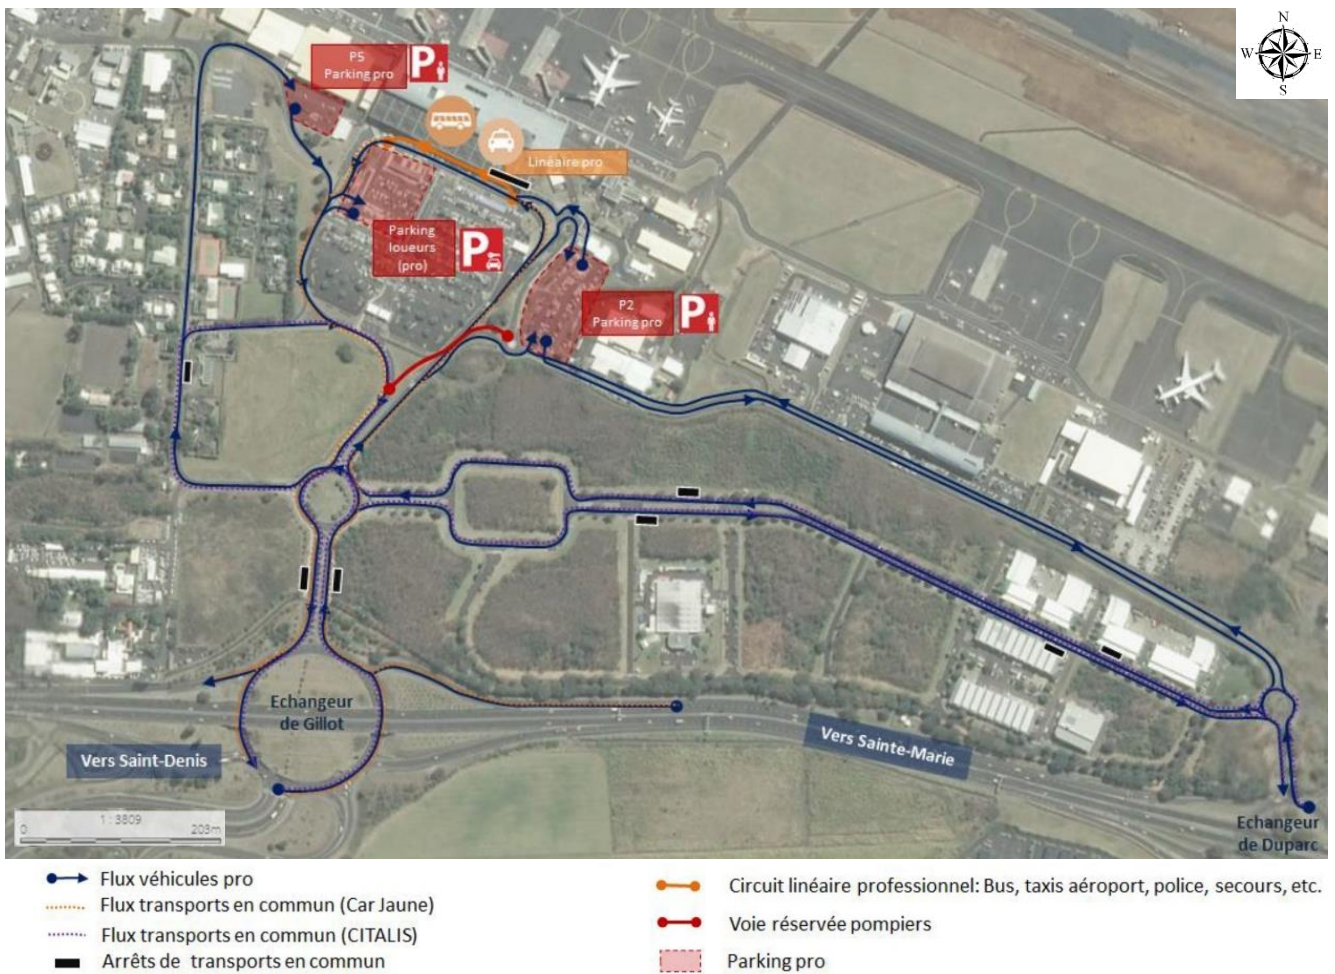 N
W
E
S
P5
Parking pro
P
Linéaire pro
Parking
loueurs
(pro)
P
P2
Parking pro
P
Echangeur
de Gillot
Vers Saint-Denis
Vers Sainte-Marie
Echangeur
de Duparc
1 : 3809
0
203m
Flux véhicules pro
Flux transports en commun (Car Jaune)
Flux transports en commun (CITALIS)
Arrêts de transports en commun
Circuit linéaire professionnel: Bus, taxis aéroport, police, secours, etc.
Voie réservée pompiers
Parking pro